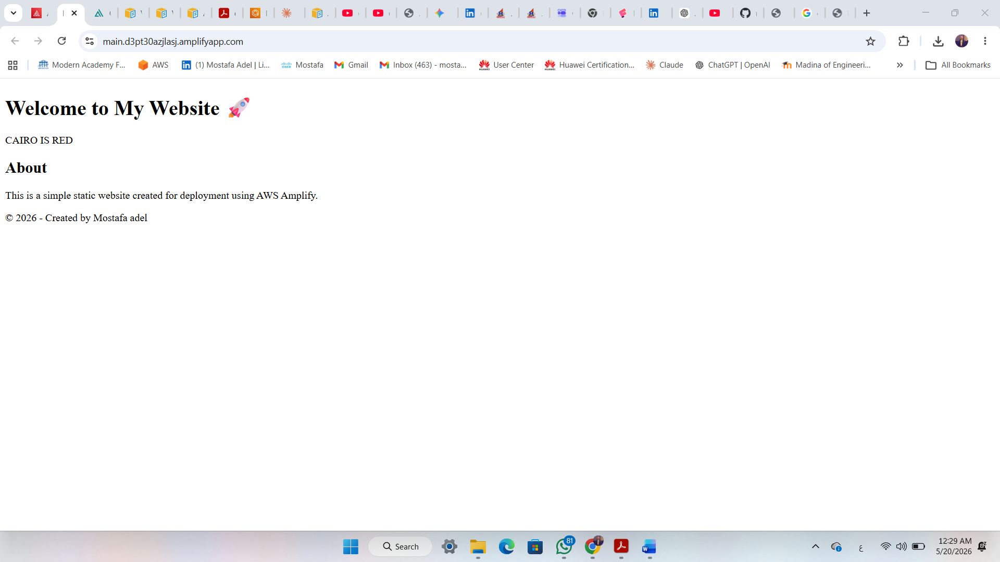 main.d3pt30azjlasj.amplifyapp.com
Modern Academy F... AWS (1) Mostafa Adel | Li... Mostafa Gmail Inbox (463) - mosta... User Center Huawei Certification... Claude ChatGPT | OpenAI Madina of Engineeri... All Bookmarks
Welcome to My Website 🚀
CAIRO IS RED
About
This is a simple static website created for deployment using AWS Amplify.
© 2026 - Created by Mostafa adel
Search
81
ع
12:29 AM
5/20/2026